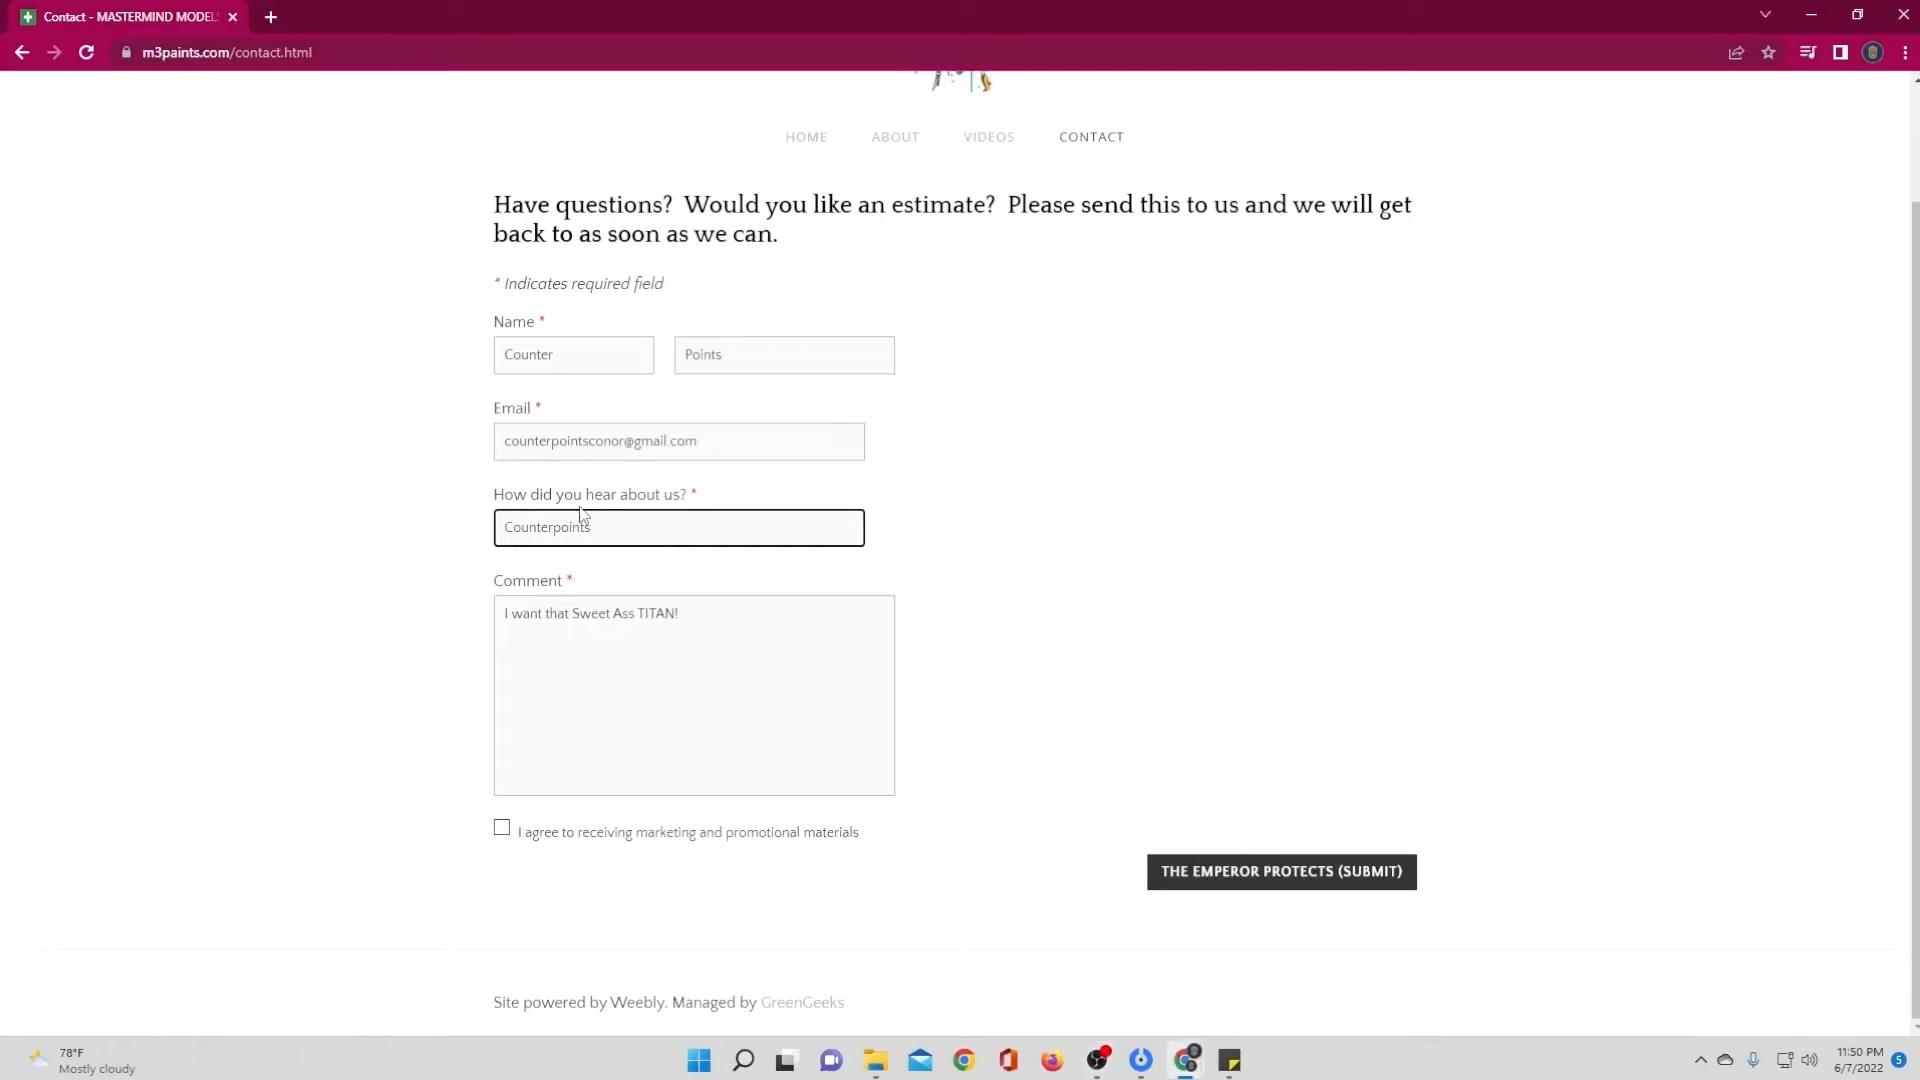 Contact - MASTERMIND MODELS
m3paints.com/contact.html
HOME ABOUT VIDEOS CONTACT
Have questions?  Would you like an estimate?  Please send this to us and we will get
back to as soon as we can.
* Indicates required field
Name *
Counter Points
Email *
counterpointsconor@gmail.com
How did you hear about us? *
Counterpoints
Comment *
I want that Sweet Ass TITAN!
I agree to receiving marketing and promotional materials
THE EMPEROR PROTECTS (SUBMIT)
Site powered by Weebly. Managed by GreenGeeks
78°F
Mostly cloudy
11:50 PM
6/7/2022
5